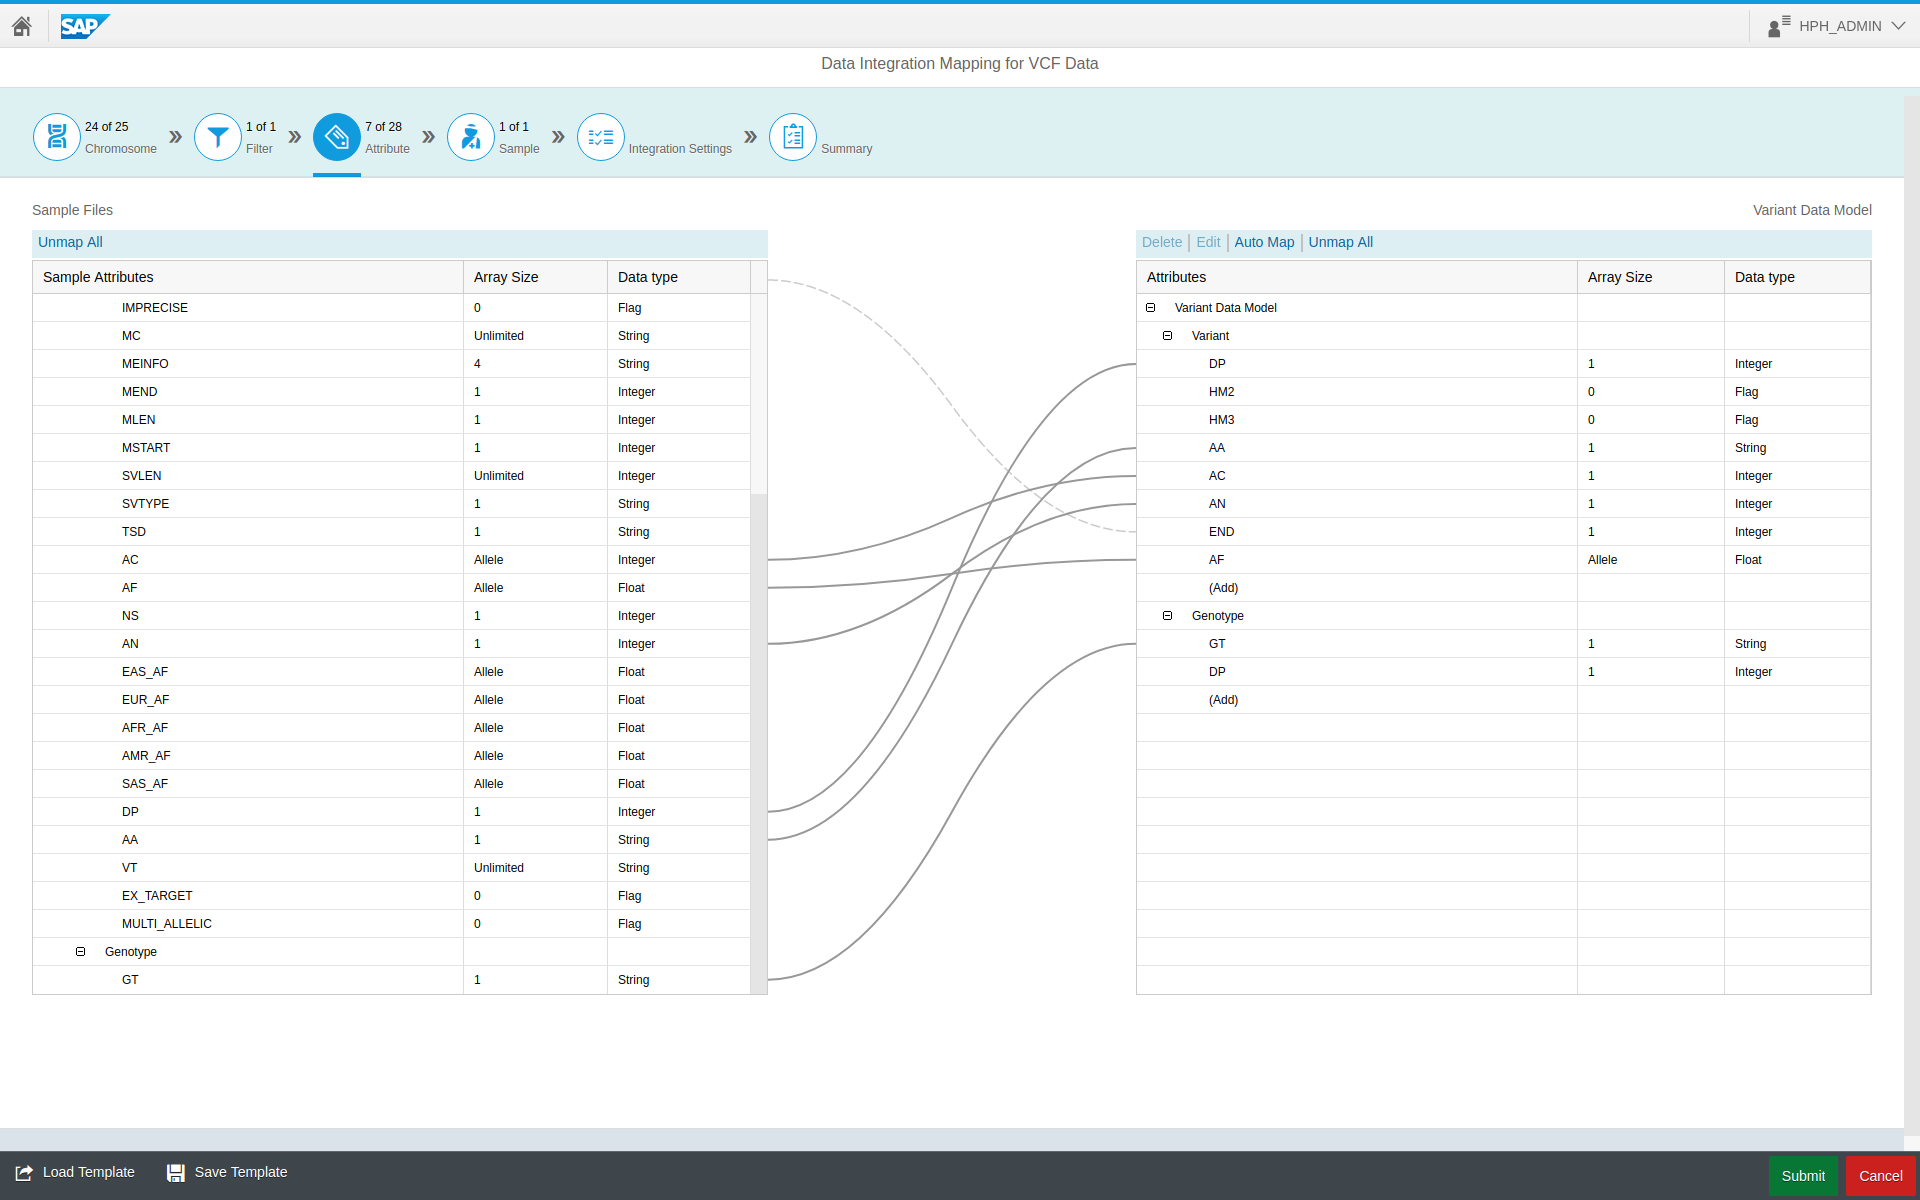 SAP
HPH_ADMIN
Data Integration Mapping for VCF Data
24 of 25
Chromosome
1 of 1
Filter
7 of 28
Attribute
1 of 1
Sample
Integration Settings
Summary
Sample Files
Variant Data Model
Unmap All
Sample Attributes Array Size Data type
IMPRECISE 0 Flag
MC Unlimited String
MEINFO 4 String
MEND 1 Integer
MLEN 1 Integer
MSTART 1 Integer
SVLEN Unlimited Integer
SVTYPE 1 String
TSD 1 String
AC Allele Integer
AF Allele Float
NS 1 Integer
AN 1 Integer
EAS_AF Allele Float
EUR_AF Allele Float
AFR_AF Allele Float
AMR_AF Allele Float
SAS_AF Allele Float
DP 1 Integer
AA 1 String
VT Unlimited String
EX_TARGET 0 Flag
MULTI_ALLELIC 0 Flag
Genotype
GT 1 String
Delete | Edit | Auto Map | Unmap All
Attributes Array Size Data type
Variant Data Model
Variant
DP 1 Integer
HM2 0 Flag
HM3 0 Flag
AA 1 String
AC 1 Integer
AN 1 Integer
END 1 Integer
AF Allele Float
(Add)
Genotype
GT 1 String
DP 1 Integer
(Add)
Load Template
Save Template
Submit
Cancel